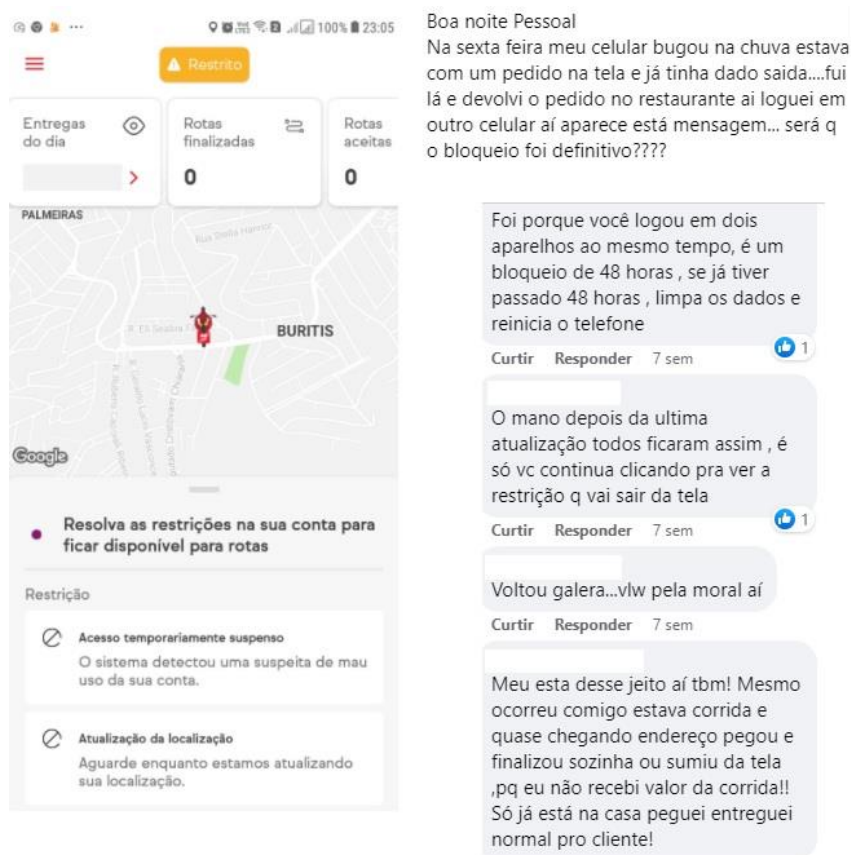 100% 23:05
Restrito
Entregas
do dia
Rotas
finalizadas
0
Rotas
aceitas
0
PALMEIRAS
BURITIS
Google
Resolva as restrições na sua conta para
ficar disponível para rotas
Restrição
Acesso temporariamente suspenso
O sistema detectou uma suspeita de mau
uso da sua conta.
Atualização da localização
Aguarde enquanto estamos atualizando
sua localização.
Boa noite Pessoal
Na sexta feira meu celular bugou na chuva estava
com um pedido na tela e já tinha dado saida....fui
lá e devolvi o pedido no restaurante ai loguei em
outro celular aí aparece está mensagem... será q
o bloqueio foi definitivo????
Foi porque você logou em dois
aparelhos ao mesmo tempo, é um
bloqueio de 48 horas , se já tiver
passado 48 horas , limpa os dados e
reinicia o telefone
1
Curtir Responder 7 sem
O mano depois da ultima
atualização todos ficaram assim , é
só vc continua clicando pra ver a
restrição q vai sair da tela
1
Curtir Responder 7 sem
Voltou galera...vlw pela moral aí
Curtir Responder 7 sem
Meu esta desse jeito aí tbm! Mesmo
ocorreu comigo estava corrida e
quase chegando endereço pegou e
finalizou sozinha ou sumiu da tela
,pq eu não recebi valor da corrida!!
Só já está na casa peguei entreguei
normal pro cliente!